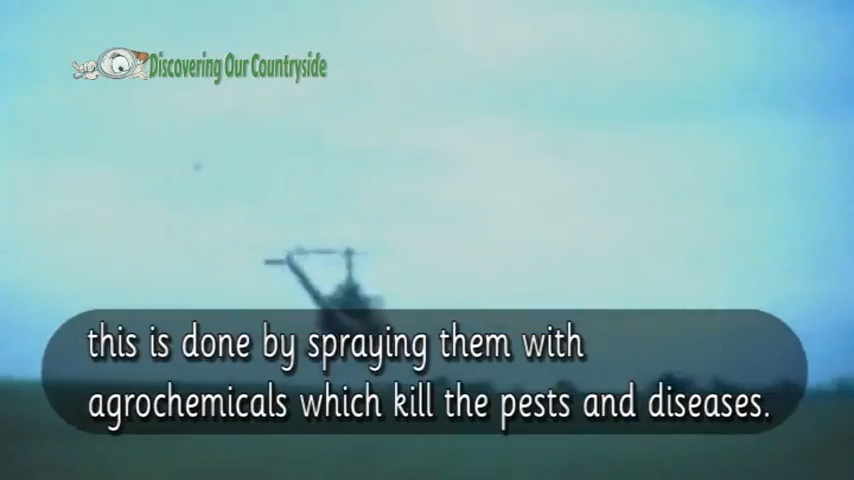 Discovering Our Countryside
this is done by spraying them with
agrochemicals which kill the pests and diseases.